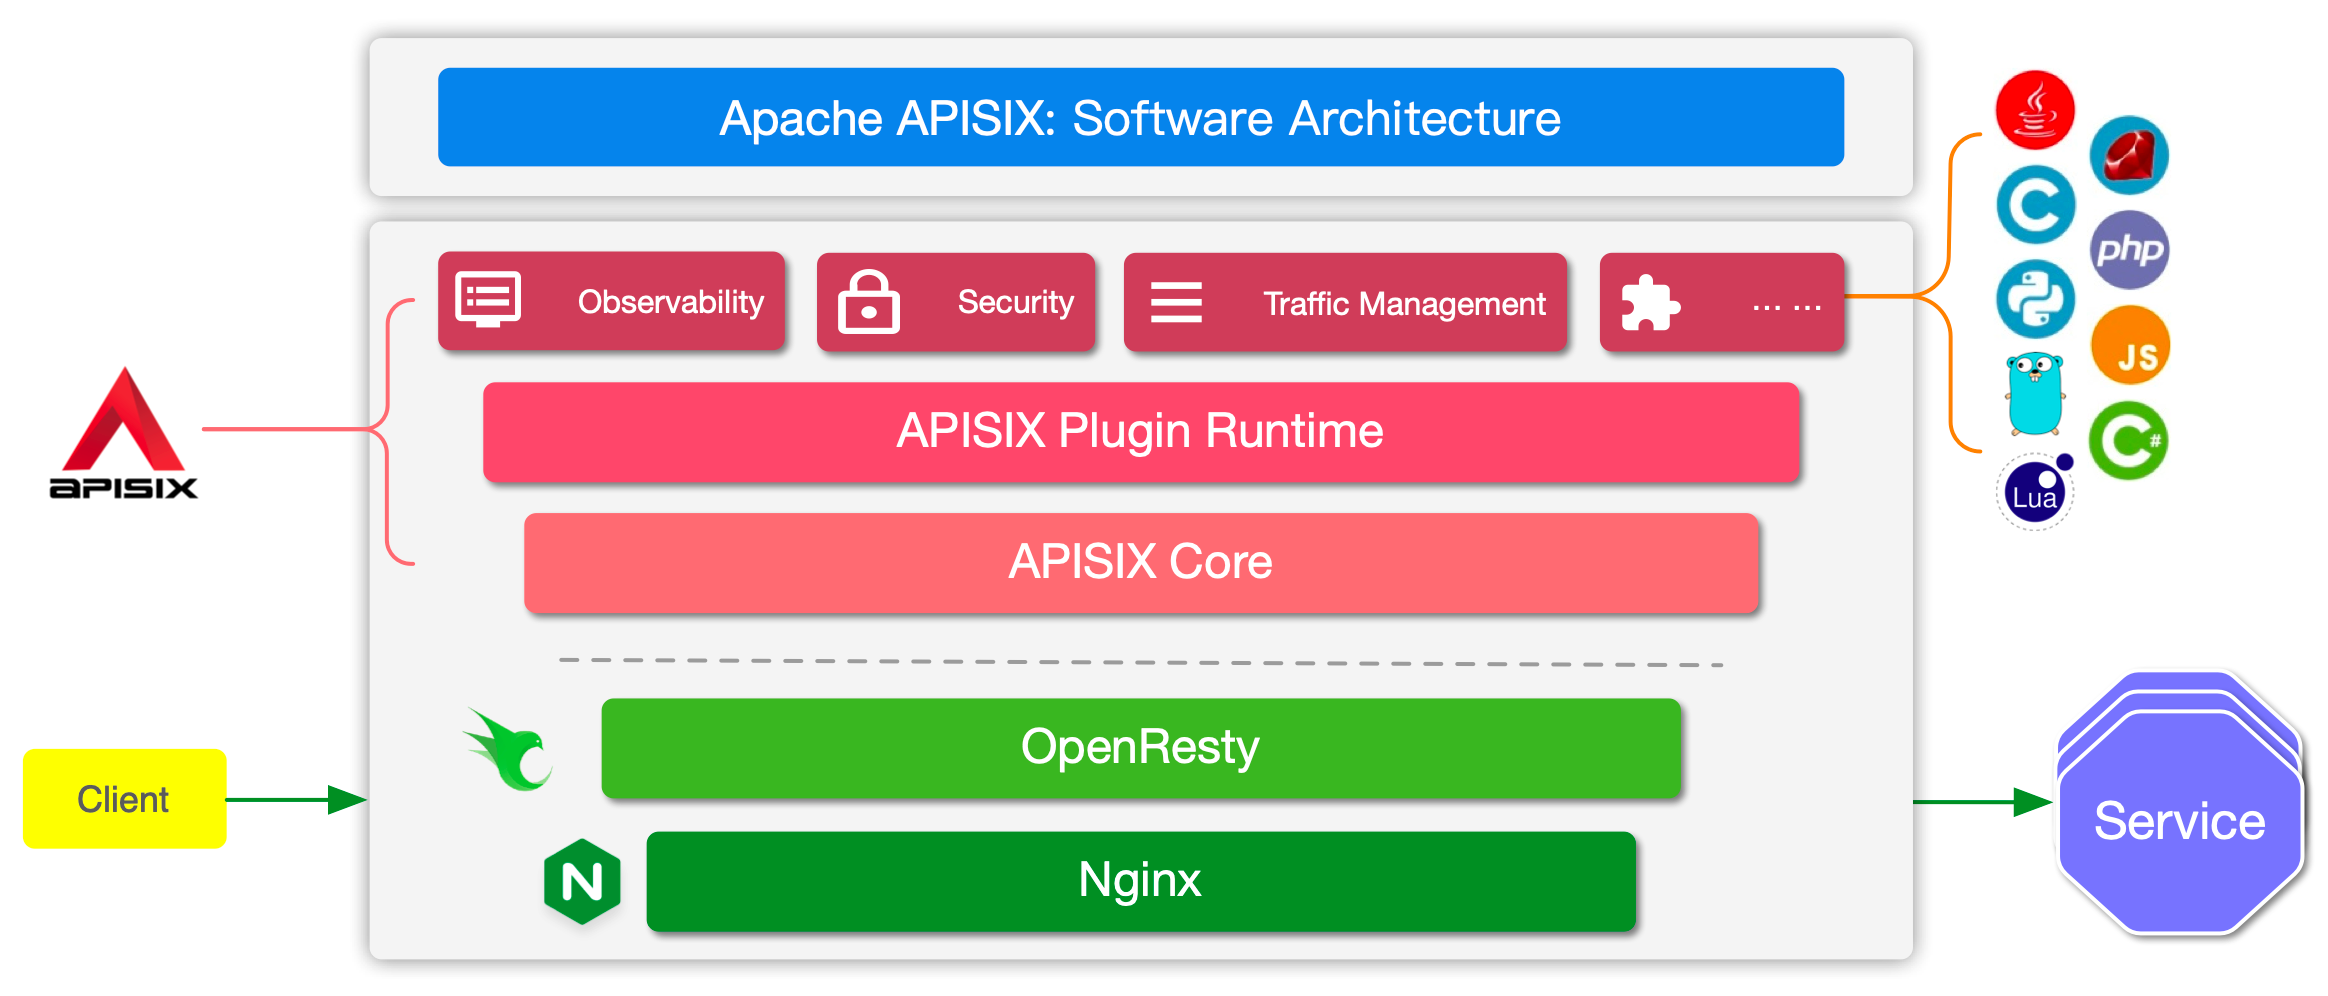 Apache APISIX: Software Architecture
Observability
Security
Traffic Management
... ...
APISIX Plugin Runtime
APISIX Core
OpenResty
Nginx
N
APISIX
Client
Service
C
php
JS
C#
Lua